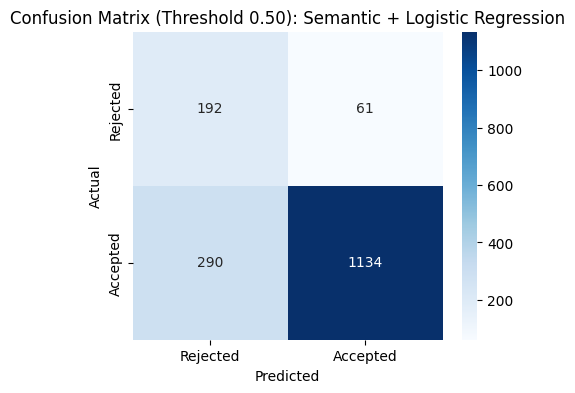 Confusion Matrix (Threshold 0.50): Semantic + Logistic Regression
Rejected
192
61
1000
800
Actual
600
Accepted
290
1134
400
200
Rejected
Accepted
Predicted